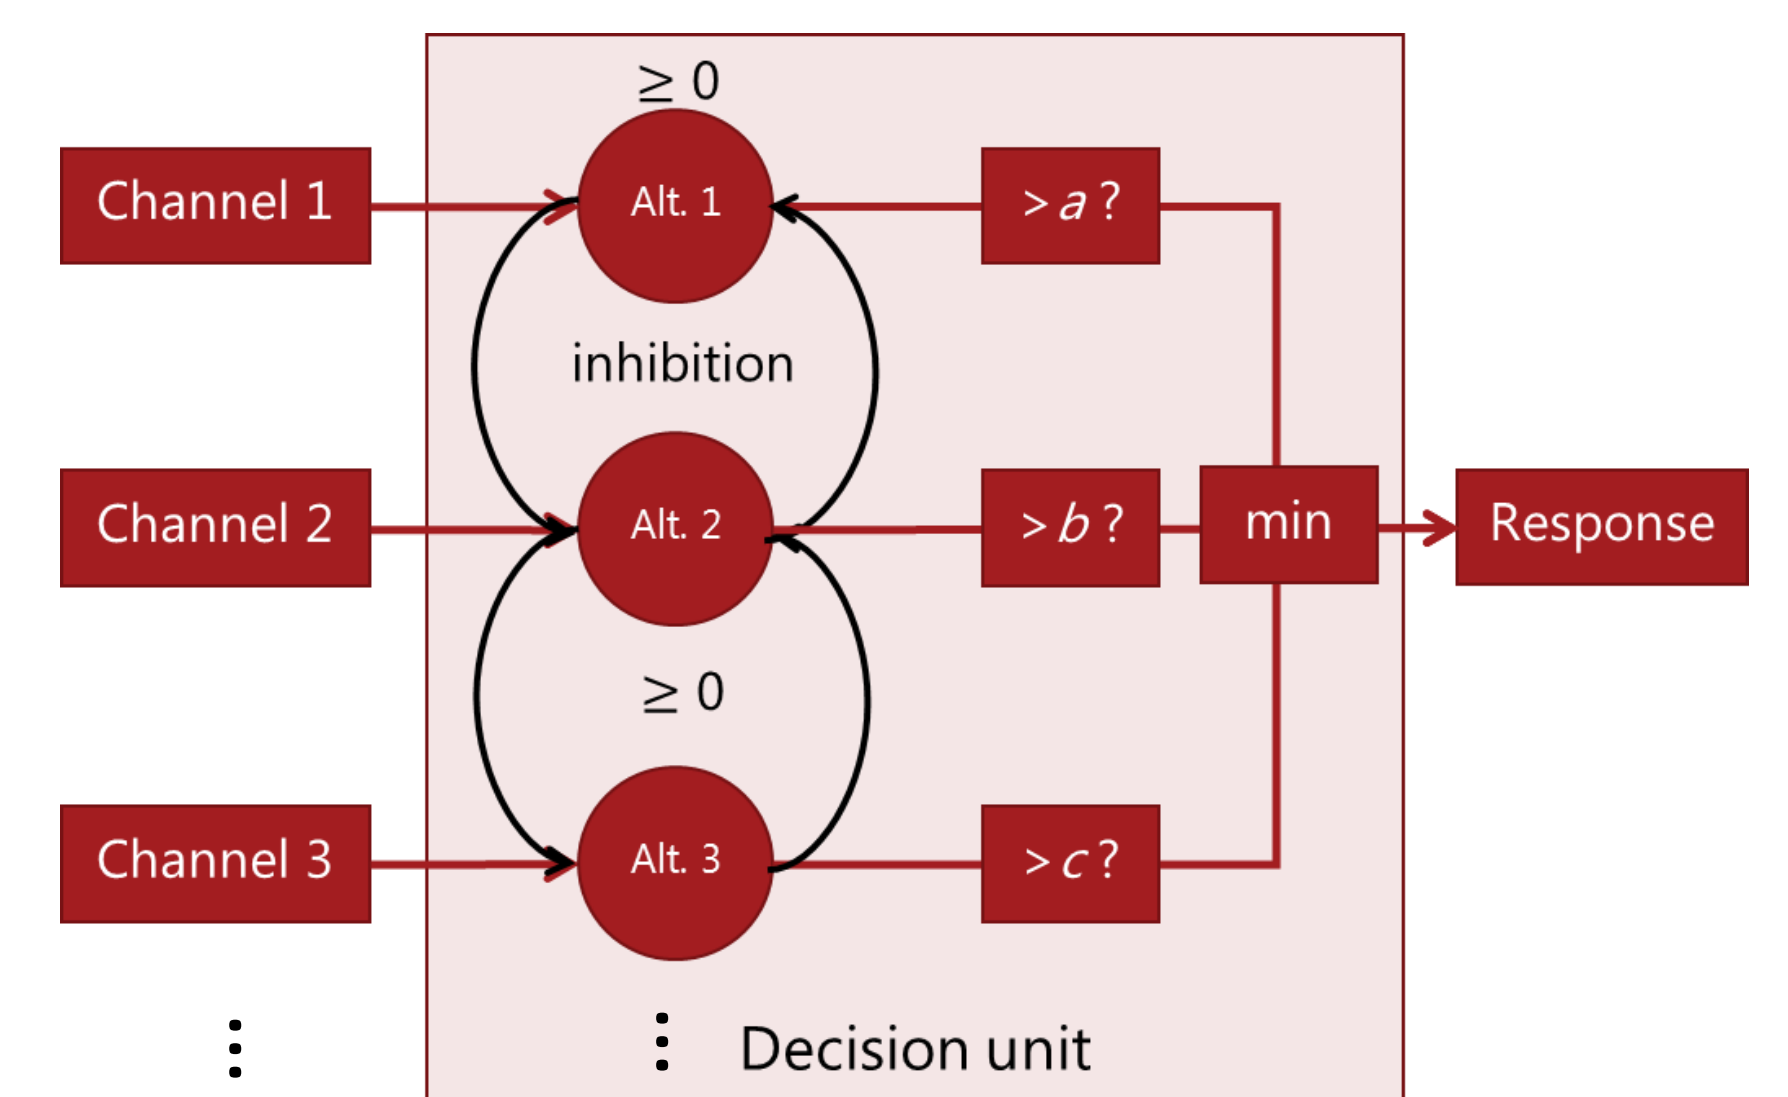 ≥ 0
Channel 1
Alt. 1
> a ?
inhibition
Channel 2
Alt. 2
> b ?
min
Response
≥ 0
Channel 3
Alt. 3
> c ?
Decision unit